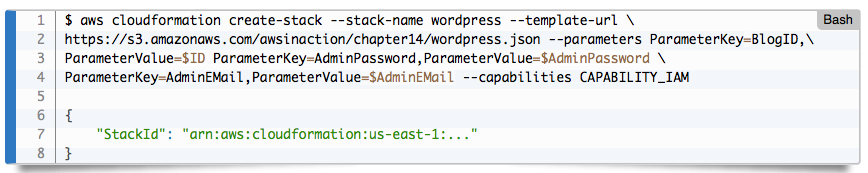 Bash
1 $ aws cloudformation create-stack --stack-name wordpress --template-url \
2 https://s3.amazonaws.com/awsinaction/chapter14/wordpress.json --parameters ParameterKey=BlogID,\
3 ParameterValue=$ID ParameterKey=AdminPassword,ParameterValue=$AdminPassword \
4 ParameterKey=AdminEMail,ParameterValue=$AdminEMail --capabilities CAPABILITY_IAM
5
6 {
7     "StackId": "arn:aws:cloudformation:us-east-1:..."
8 }